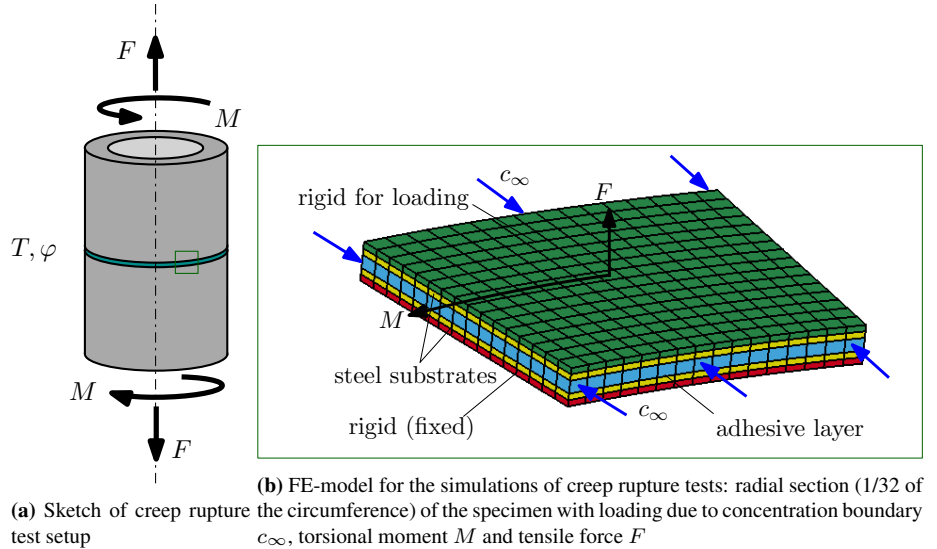 F
M
T, φ
M
F
c∞
F
rigid for loading
M
steel substrates
rigid (fixed)
c∞
adhesive layer
(a) Sketch of creep rupture
test setup
(b) FE-model for the simulations of creep rupture tests: radial section (1/32 of
the circumference) of the specimen with loading due to concentration boundary
c∞, torsional moment M and tensile force F